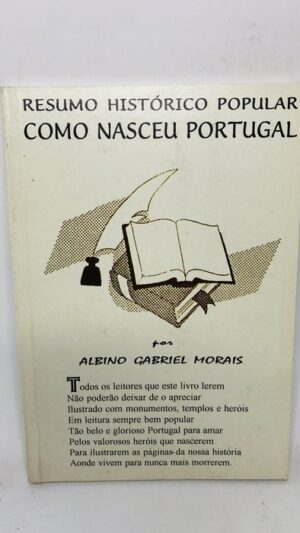 RESUMO HISTÓRICO POPULAR
COMO NASCEU PORTUGAL
por
ALBINO GABRIEL MORAIS
Todos os leitores que este livro lerem
Não poderão deixar de o apreciar
Ilustrado com monumentos, templos e heróis
Em leitura sempre bem popular
Tão belo e glorioso Portugal para amar
Pelos valorosos heróis que nasceram
Para ilustrarem as páginas-da nossa história
Aonde vivem para nunca mais morrerem.